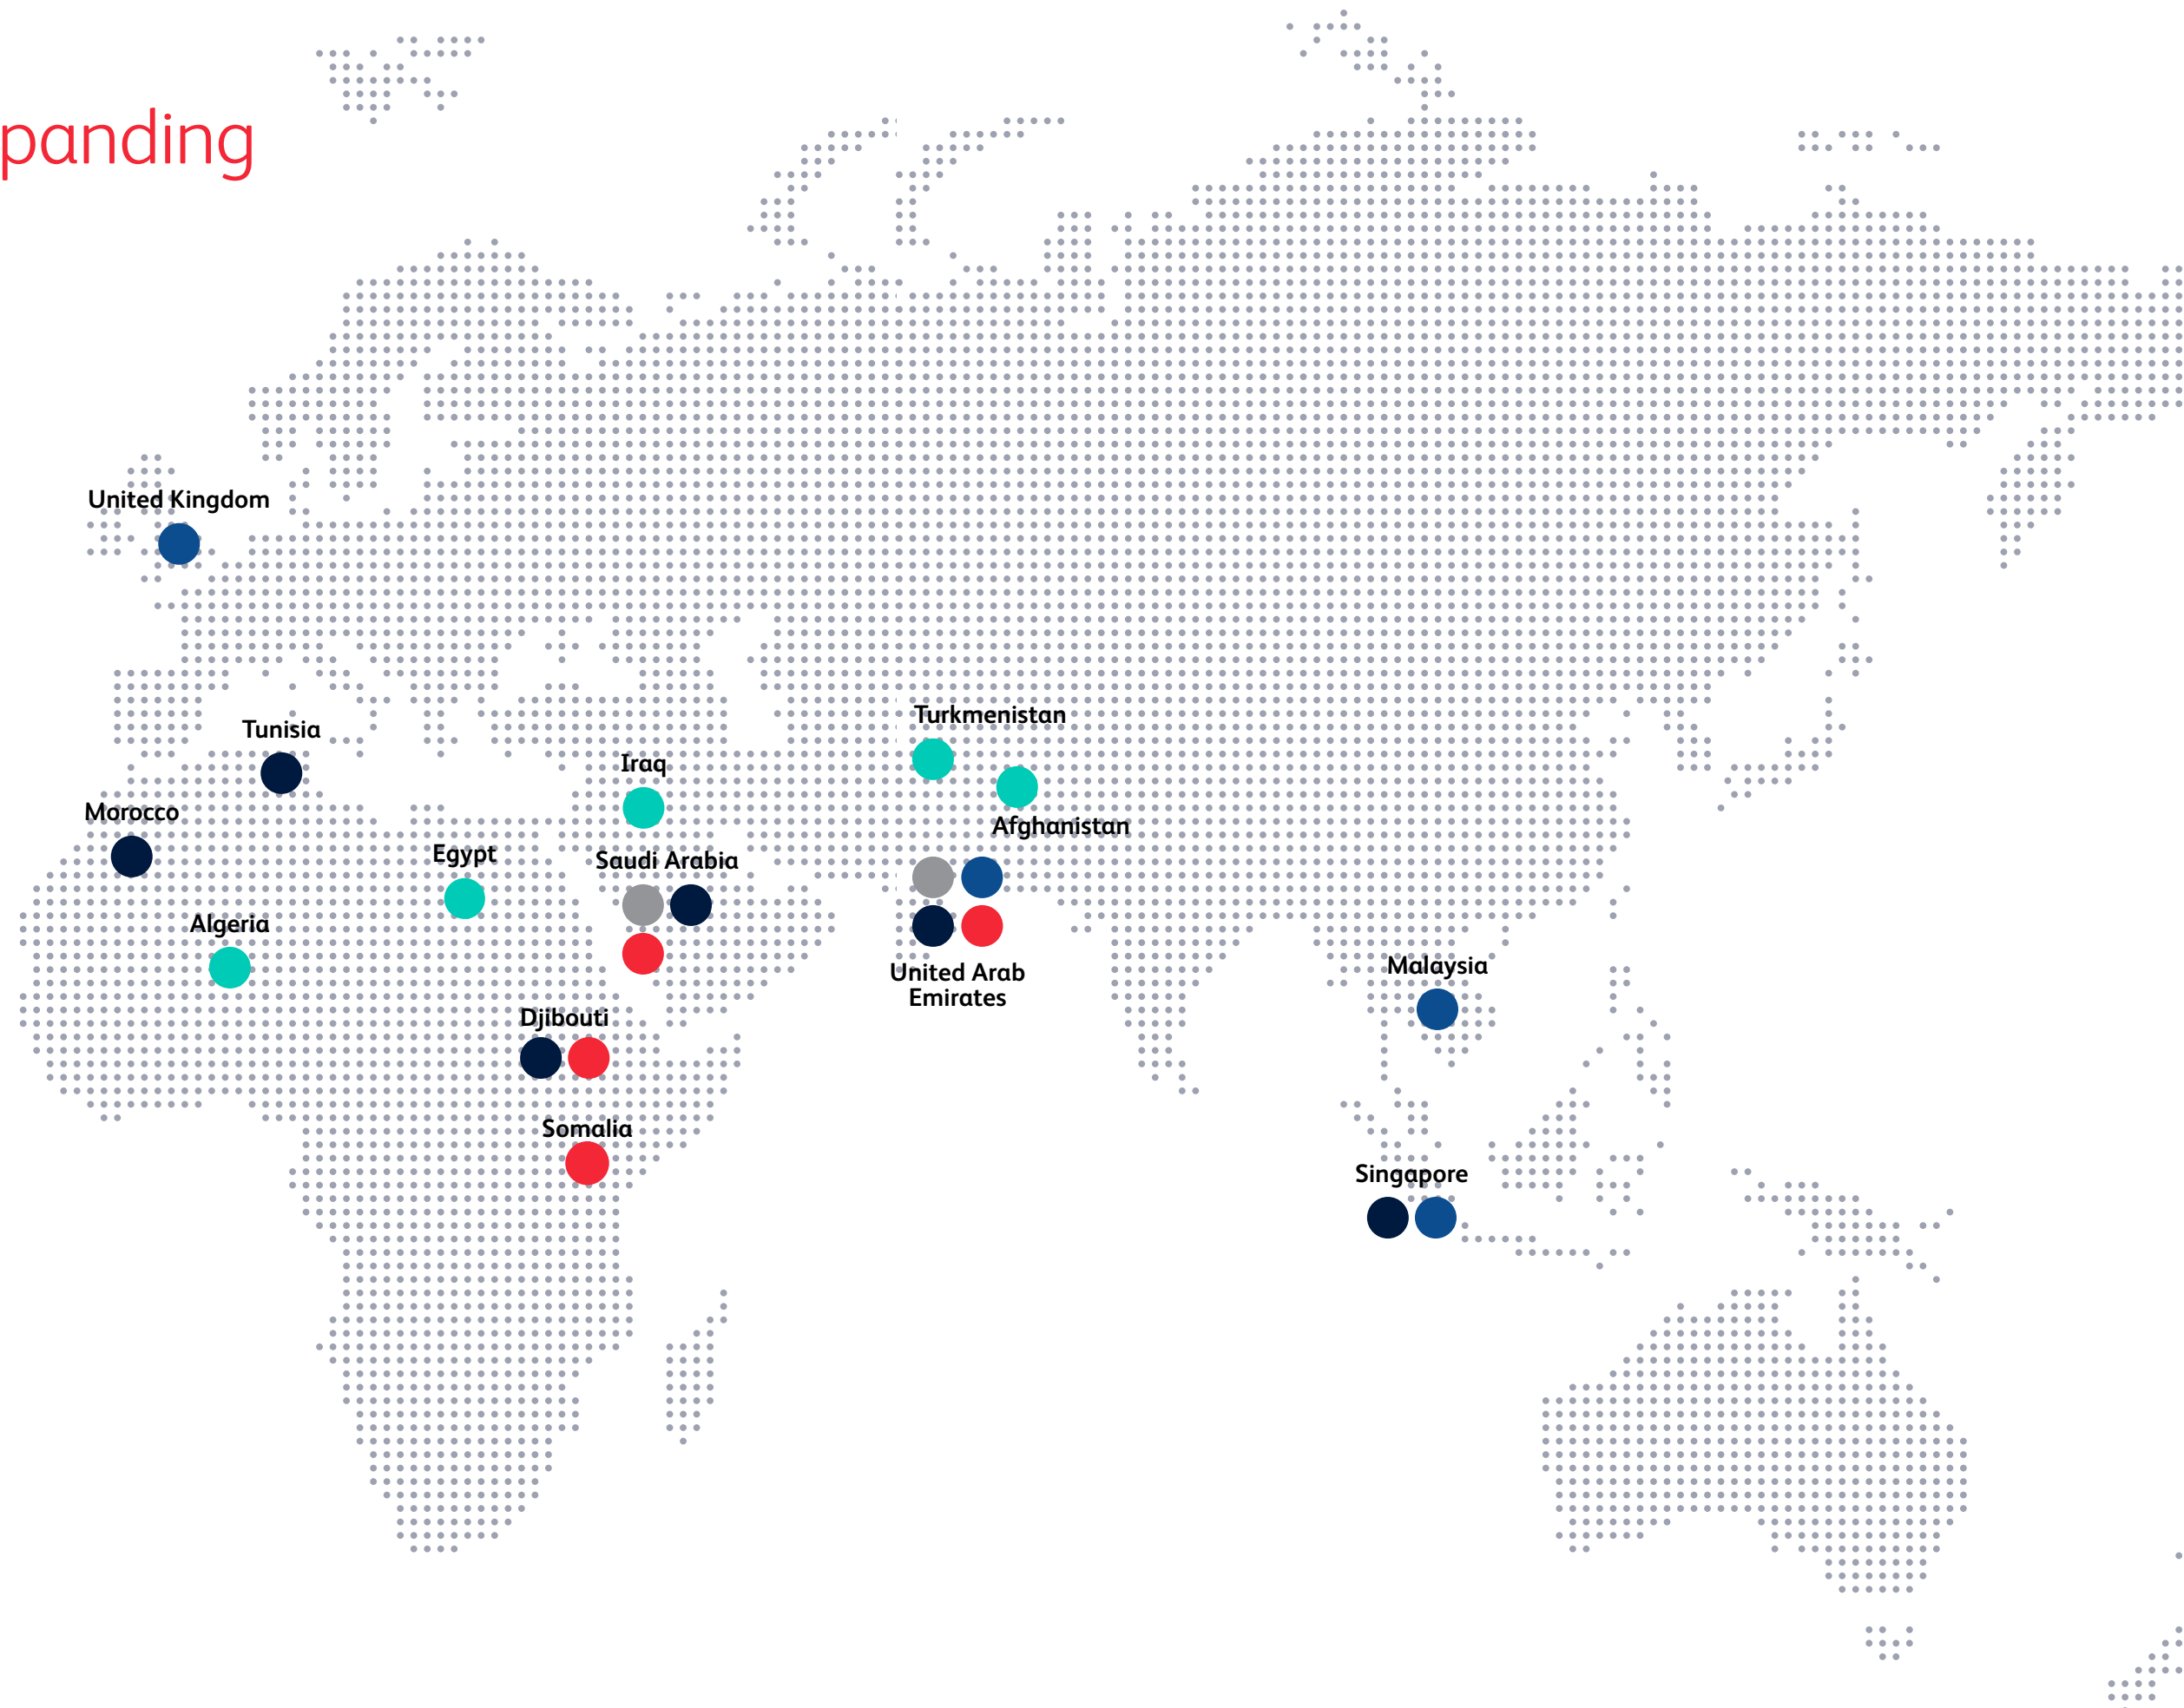 panding
United Kingdom
Turkmenistan
Tunisia
Iraq
Morocco
Afghanistan
Egypt
Saudi Arabia
Algeria
Malaysia
United Arab
Emirates
Djibouti
Somalia
Singapore